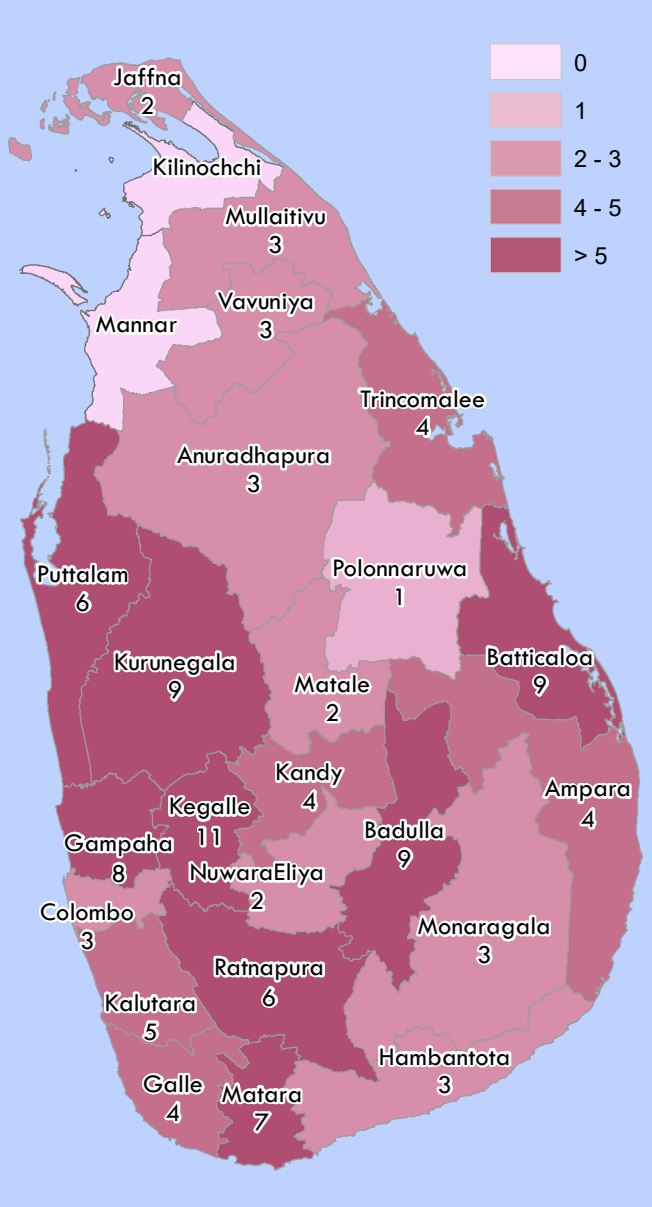 Jaffna
2
0
1
2 - 3
4 - 5
> 5
Kilinochchi
Mullaitivu
3
Vavuniya
3
Mannar
Trincomalee
4
Anuradhapura
3
Polonnaruwa
1
Puttalam
6
Kurunegala
9
Batticaloa
9
Matale
2
Kandy
4
Ampara
4
Kegalle
11
Gampaha
8
Badulla
9
NuwaraEliya
2
Colombo
3
Monaragala
3
Ratnapura
6
Kalutara
5
Hambantota
3
Galle
4
Matara
7